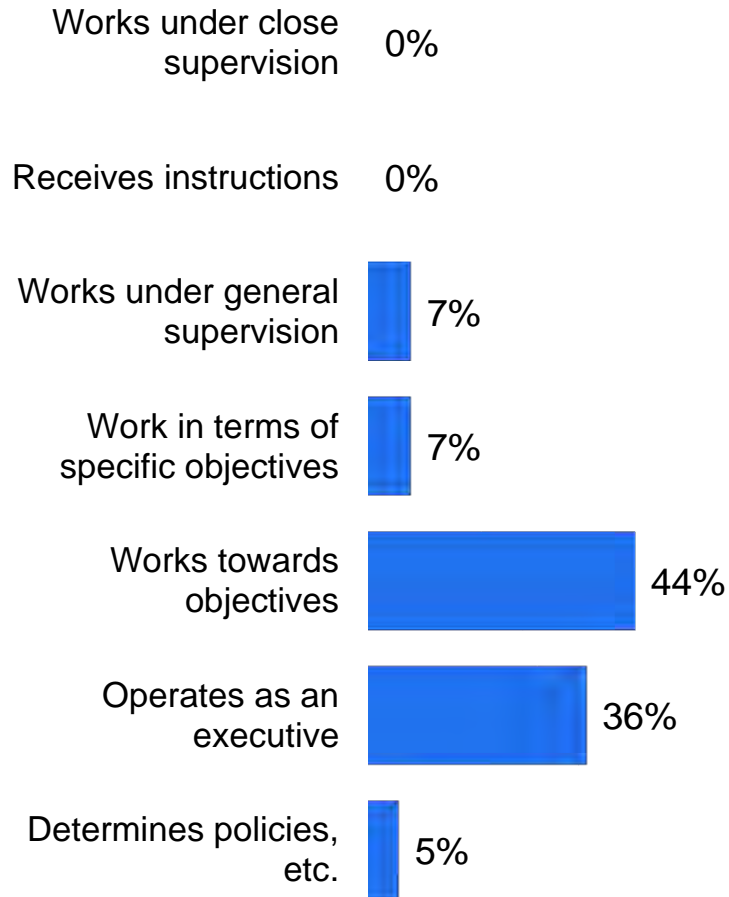 Works under close
supervision
0%
Receives instructions
0%
Works under general
supervision
7%
Work in terms of
specific objectives
7%
Works towards
objectives
44%
Operates as an
executive
36%
Determines policies,
etc.
5%